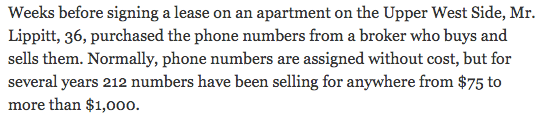 Weeks before signing a lease on an apartment on the Upper West Side, Mr.
Lippitt, 36, purchased the phone numbers from a broker who buys and
sells them. Normally, phone numbers are assigned without cost, but for
several years 212 numbers have been selling for anywhere from $75 to
more than $1,000.